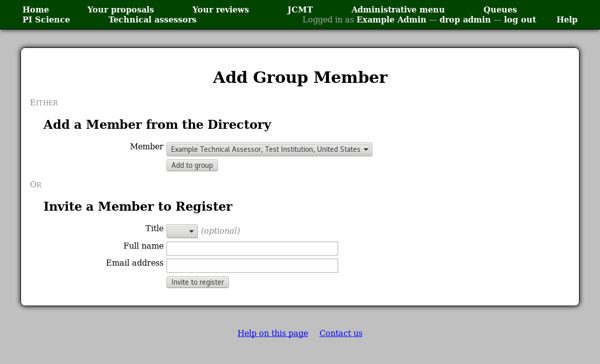 Home Your proposals Your reviews JCMT Administrative menu Queues
PI Science Technical assessors Logged in as Example Admin — drop admin — log out Help
Add Group Member
Either
Add a Member from the Directory
Member Example Technical Assessor, Test Institution, United States
Add to group
Or
Invite a Member to Register
Title (optional)
Full name
Email address
Invite to register
Help on this page Contact us